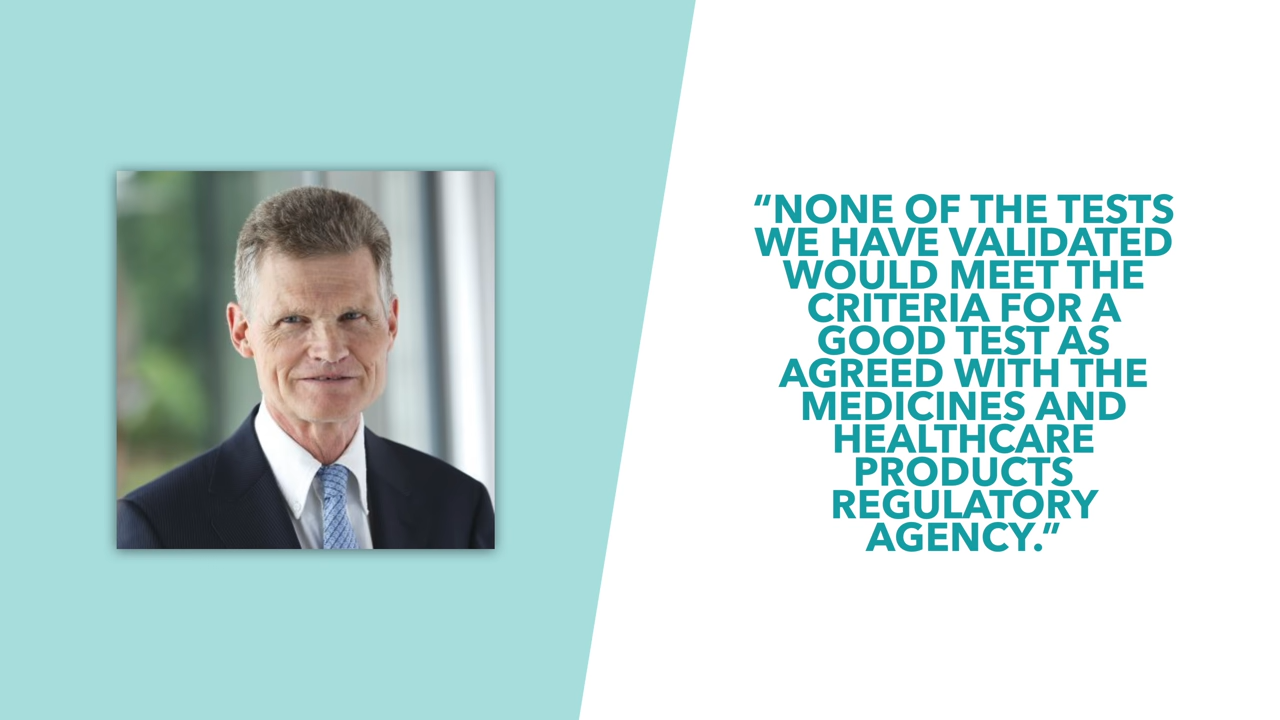 “NONE OF THE TESTS
WE HAVE VALIDATED
WOULD MEET THE
CRITERIA FOR A
GOOD TEST AS
AGREED WITH THE
MEDICINES AND
HEALTHCARE
PRODUCTS
REGULATORY
AGENCY.”